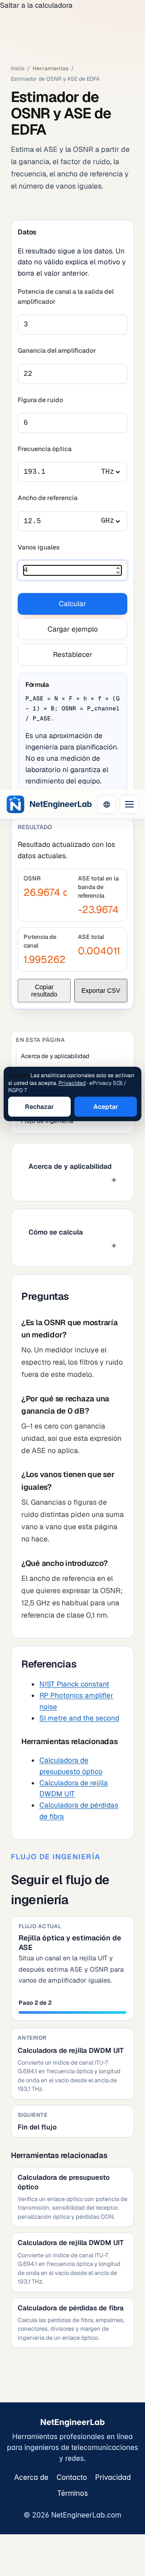 Saltar a la calculadora
Inicio / Herramientas /
Estimador de OSNR y ASE de EDFA
Estimador de
OSNR y ASE de
EDFA
Estima el ASE y la OSNR a partir de
la ganancia, el factor de ruido, la
frecuencia, el ancho de referencia y
el número de vanos iguales.
Datos
El resultado sigue a los datos. Un
dato no válido explica el motivo y
borra el valor anterior.
Potencia de canal a la salida del
amplificador
3
Ganancia del amplificador
22
Figura de ruido
6
Frecuencia óptica
193.1 THz
Ancho de referencia
12.5 GHz
Vanos iguales
4
Calcular
Cargar ejemplo
Restablecer
Fórmula
P_ASE = N × F × h × f × (G
− 1) × B; OSNR = P_channel
/ P_ASE.
Es una aproximación de
ingeniería para planificación.
No es una medición de
laboratorio ni garantiza el
rendimiento del equipo.
NetEngineerLab
RESULTADO
Resultado actualizado con los
datos actuales.
OSNR
26.9674 c
ASE total en la
banda de
referencia
-23.9674
Potencia de
canal
1.995262
ASE total
0.004011
Copiar
resultado
Exportar CSV
EN ESTA PÁGINA
Acerca de y aplicabilidad
Las analíticas opcionales solo se activan
si usted las acepta. Privacidad · ePrivacy 5(3) /
RGPD 7
Rechazar
Aceptar
Flujo de ingeniería
Acerca de y aplicabilidad
+
Cómo se calcula
+
Preguntas
¿Es la OSNR que mostraría
un medidor?
No. Un medidor incluye el
espectro real, los filtros y ruido
fuera de este modelo.
¿Por qué se rechaza una
ganancia de 0 dB?
G−1 es cero con ganancia
unidad, así que esta expresión
de ASE no aplica.
¿Los vanos tienen que ser
iguales?
Sí. Ganancias o figuras de
ruido distintas piden una suma
vano a vano que esta página
no hace.
¿Qué ancho introduzco?
El ancho de referencia en el
que quieres expresar la OSNR;
12,5 GHz es habitual para una
referencia de clase 0,1 nm.
Referencias
NIST Planck constant
RP Photonics amplifier
noise
SI metre and the second
Herramientas relacionadas
Calculadora de
presupuesto óptico
Calculadora de rejilla
DWDM UIT
Calculadora de pérdidas
de fibra
FLUJO DE INGENIERÍA
Seguir el flujo de
ingeniería
FLUJO ACTUAL
Rejilla óptica y estimación de
ASE
Sitúa un canal en la rejilla UIT y
después estima ASE y OSNR para
vanos de amplificador iguales.
Paso 2 de 2
ANTERIOR
Calculadora de rejilla DWDM UIT
Convierte un índice de canal ITU-T
G.694.1 en frecuencia óptica y longitud
de onda en el vacío desde el ancla de
193,1 THz.
SIGUIENTE
Fin del flujo
Herramientas relacionadas
Calculadora de presupuesto
óptico
Verifica un enlace óptico con potencia de
transmisión, sensibilidad del receptor,
penalización óptica y pérdidas ODN.
Calculadora de rejilla DWDM UIT
Convierte un índice de canal ITU-T
G.694.1 en frecuencia óptica y longitud
de onda en el vacío desde el ancla de
193,1 THz.
Calculadora de pérdidas de fibra
Calcula las pérdidas de fibra, empalmes,
conectores, divisores y margen de
ingeniería de un enlace óptico.
NetEngineerLab
Herramientas profesionales en línea
para ingenieros de telecomunicaciones
y redes.
Acerca de Contacto Privacidad
Términos
© 2026 NetEngineerLab.com